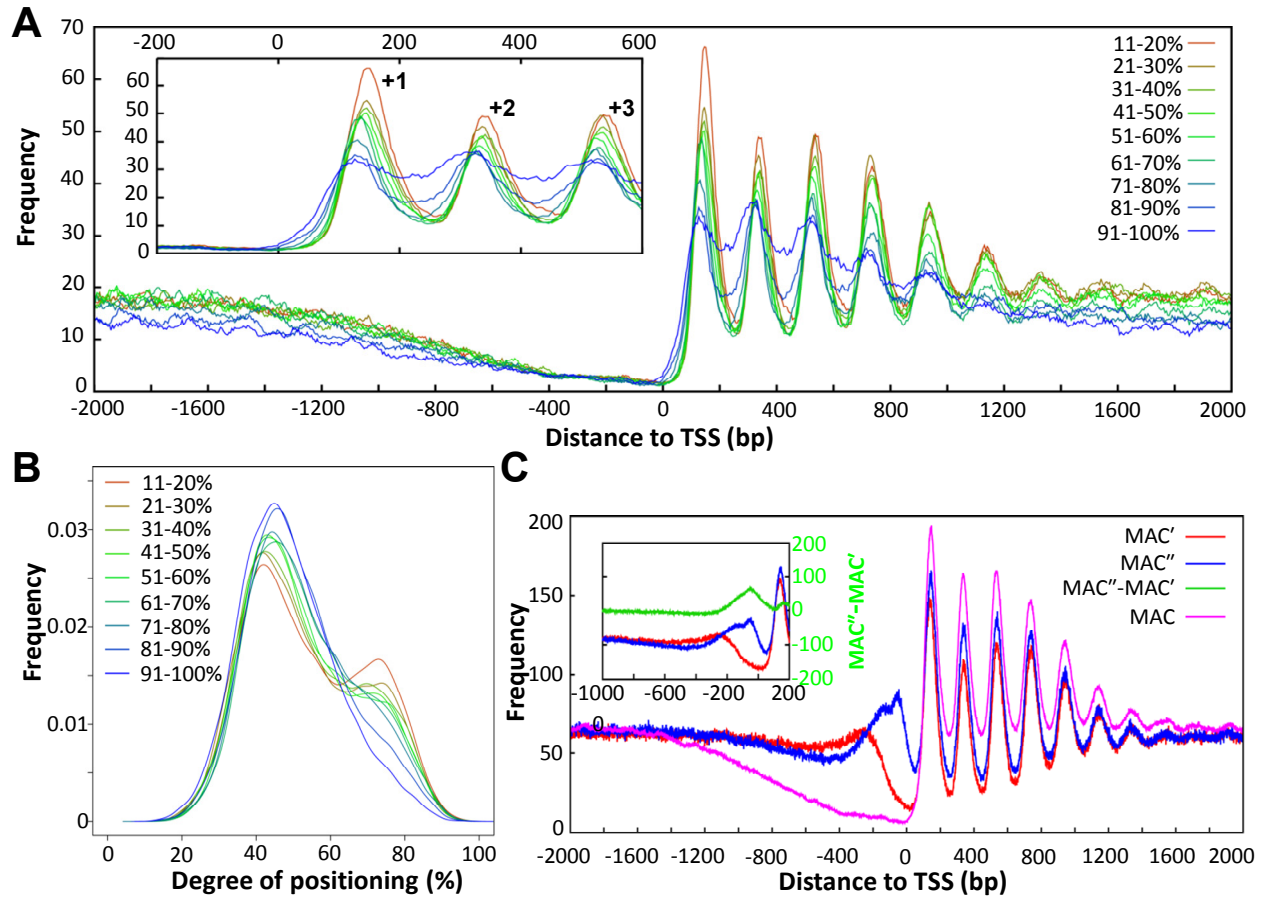 A
-200 0 200 400 600
70
60
50
40
30
20
10
0
Frequency
60
50
40
30
20
10
0
+1
+2
+3
11-20%
21-30%
31-40%
41-50%
51-60%
61-70%
71-80%
81-90%
91-100%
-2000 -1600 -1200 -800 -400 0 400 800 1200 1600 2000
Distance to TSS (bp)
B
11-20%
21-30%
31-40%
41-50%
51-60%
61-70%
71-80%
81-90%
91-100%
0.03
0.02
0.01
0
Frequency
0 20 40 60 80 100
Degree of positioning (%)
C
200
150
100
50
0
Frequency
200
100
0
-100
-200
MAC″-MAC′
-1000 -600 -200 200
0
MAC′
MAC″
MAC″-MAC′
MAC
-2000 -1600 -1200 -800 -400 0 400 800 1200 1600 2000
Distance to TSS (bp)